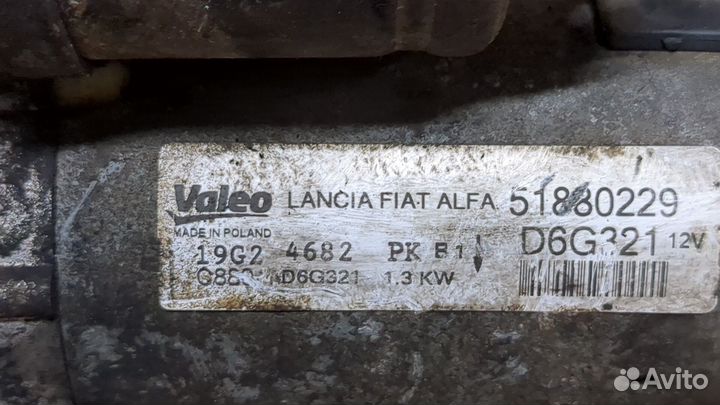 Valeo LANCIA FIAT ALFA 51880229
MADE IN POLAND
D6G321 12V
19G2 4682 PK B1
D6G321 1.3 KW
Avito